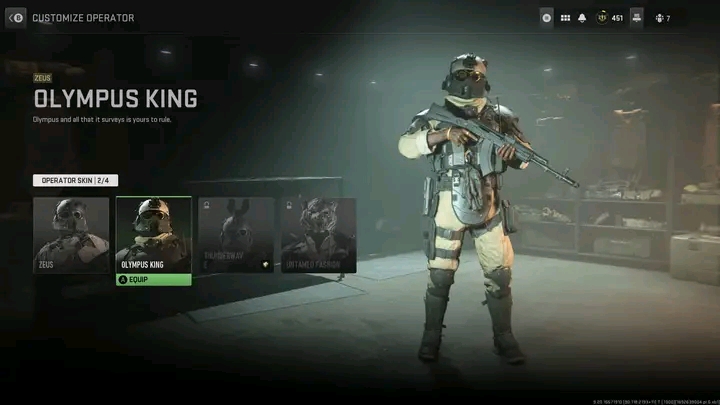 B CUSTOMIZE OPERATOR
451
7
ZEUS
OLYMPUS KING
Olympus and all that it surveys is yours to rule.
OPERATOR SKIN | 2/4
ZEUS
OLYMPUS KING
UNTAMED FASHION
A EQUIP